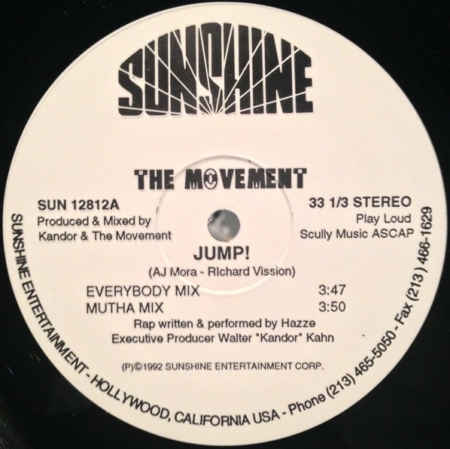 SUNSHINE
THE MOVEMENT
SUN 12812A
33 1/3 STEREO
Produced & Mixed by
Kandor & The Movement
Play Loud
Scully Music ASCAP
JUMP!
(AJ Mora - RIchard Vission)
EVERYBODY MIX 3:47
MUTHA MIX 3:50
Rap written & performed by Hazze
Executive Producer Walter "Kandor" Kahn
(P)©1992 SUNSHINE ENTERTAINMENT CORP.
SUNSHINE ENTERTAINMENT - HOLLYWOOD, CALIFORNIA USA - Phone (213) 465-5050 - Fax (213) 466-1629